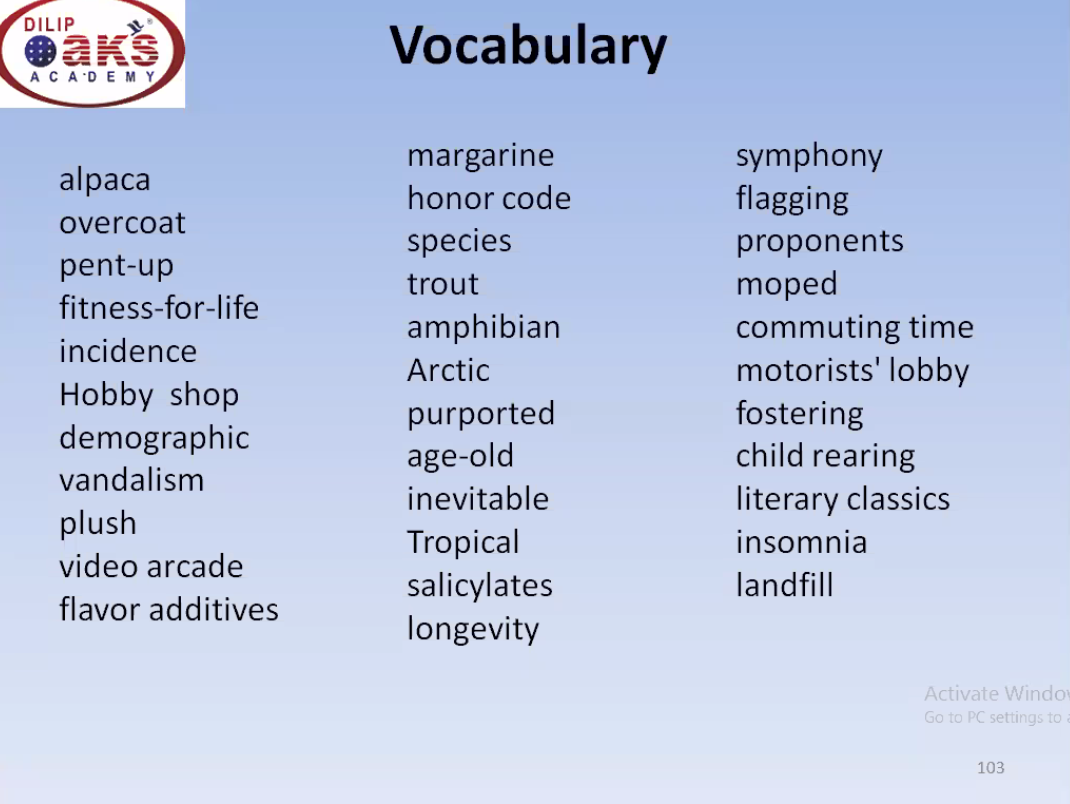 DILIP
Oaks
ACADEMY
Vocabulary
alpaca
overcoat
pent-up
fitness-for-life
incidence
Hobby shop
demographic
vandalism
plush
video arcade
flavor additives
margarine
honor code
species
trout
amphibian
Arctic
purported
age-old
inevitable
Tropical
salicylates
longevity
symphony
flagging
proponents
moped
commuting time
motorists' lobby
fostering
child rearing
literary classics
insomnia
landfill
Activate Windo
Go to PC settings to a
103